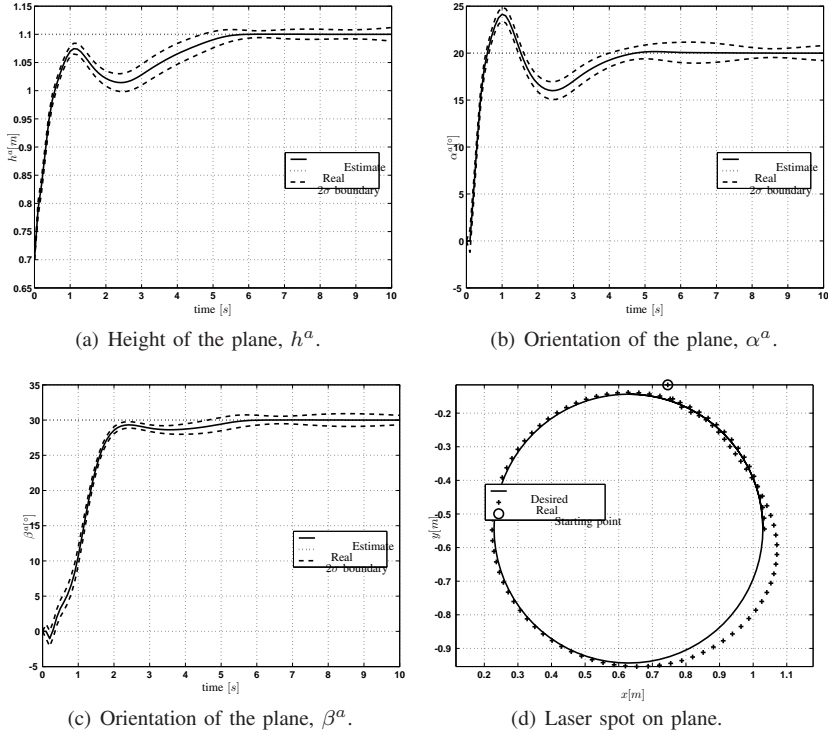 1.15
1.1
1.05
1
0.95
0.9
0.85
0.8
0.75
0.7
0.65
h^a[m]
0 1 2 3 4 5 6 7 8 9 10
time [s]
Estimate
Real
2σ boundary
(a) Height of the plane, h^a.
25
20
15
10
5
0
-5
α^a[°]
0 1 2 3 4 5 6 7 8 9 10
time [s]
Estimate
Real
2σ boundary
(b) Orientation of the plane, α^a.
35
30
25
20
15
10
5
0
-5
β^a[°]
0 1 2 3 4 5 6 7 8 9 10
time [s]
Estimate
Real
2σ boundary
(c) Orientation of the plane, β^a.
-0.2
-0.3
-0.4
-0.5
-0.6
-0.7
-0.8
-0.9
y[m]
0.2 0.3 0.4 0.5 0.6 0.7 0.8 0.9 1 1.1
x[m]
Desired
Real
Starting point
(d) Laser spot on plane.